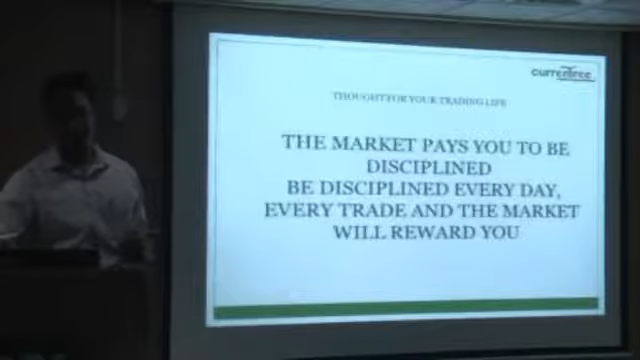 currentree
THOUGHT FOR YOUR TRADING LIFE
THE MARKET PAYS YOU TO BE
DISCIPLINED
BE DISCIPLINED EVERY DAY,
EVERY TRADE AND THE MARKET
WILL REWARD YOU